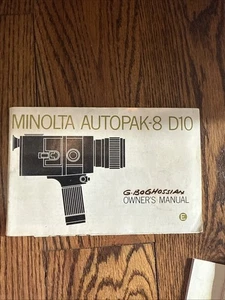 MINOLTA AUTOPAK-8 D10
G. BOGHOSSIAN
OWNER'S MANUAL
E